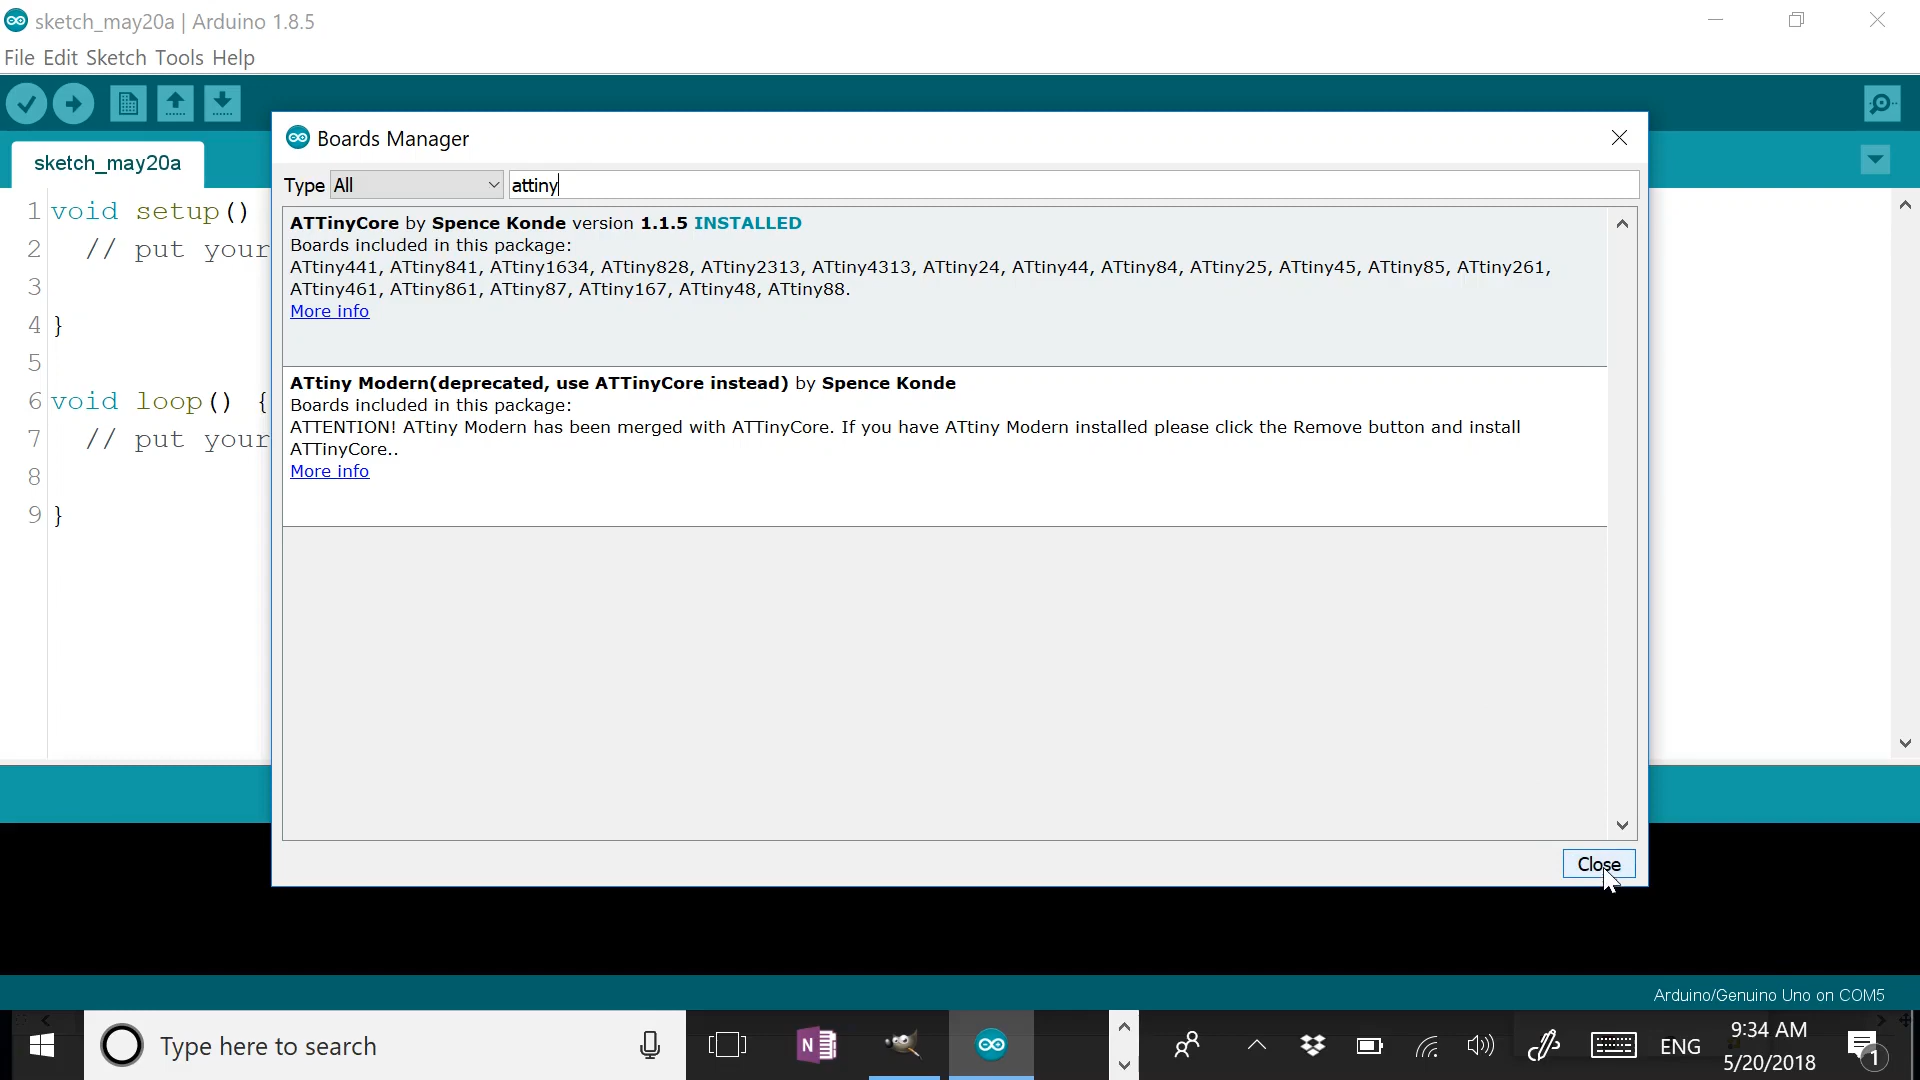 sketch_may20a | Arduino 1.8.5
File Edit Sketch Tools Help
Boards Manager
sketch_may20a
Type All attiny
ATTinyCore by Spence Konde version 1.1.5 INSTALLED
Boards included in this package:
ATtiny441, ATtiny841, ATtiny1634, ATtiny828, ATtiny2313, ATtiny4313, ATtiny24, ATtiny44, ATtiny84, ATtiny25, ATtiny45, ATtiny85, ATtiny261,
ATtiny461, ATtiny861, ATtiny87, ATtiny167, ATtiny48, ATtiny88.
More info
ATtiny Modern(deprecated, use ATTinyCore instead) by Spence Konde
Boards included in this package:
ATTENTION! ATtiny Modern has been merged with ATTinyCore. If you have ATtiny Modern installed please click the Remove button and install
ATTinyCore..
More info
Close
1 void setup()
2 // put your
3
4 }
5
6 void loop() {
7 // put your
8
9 }
Arduino/Genuino Uno on COM5
Type here to search
N
ENG
9:34 AM
5/20/2018
1